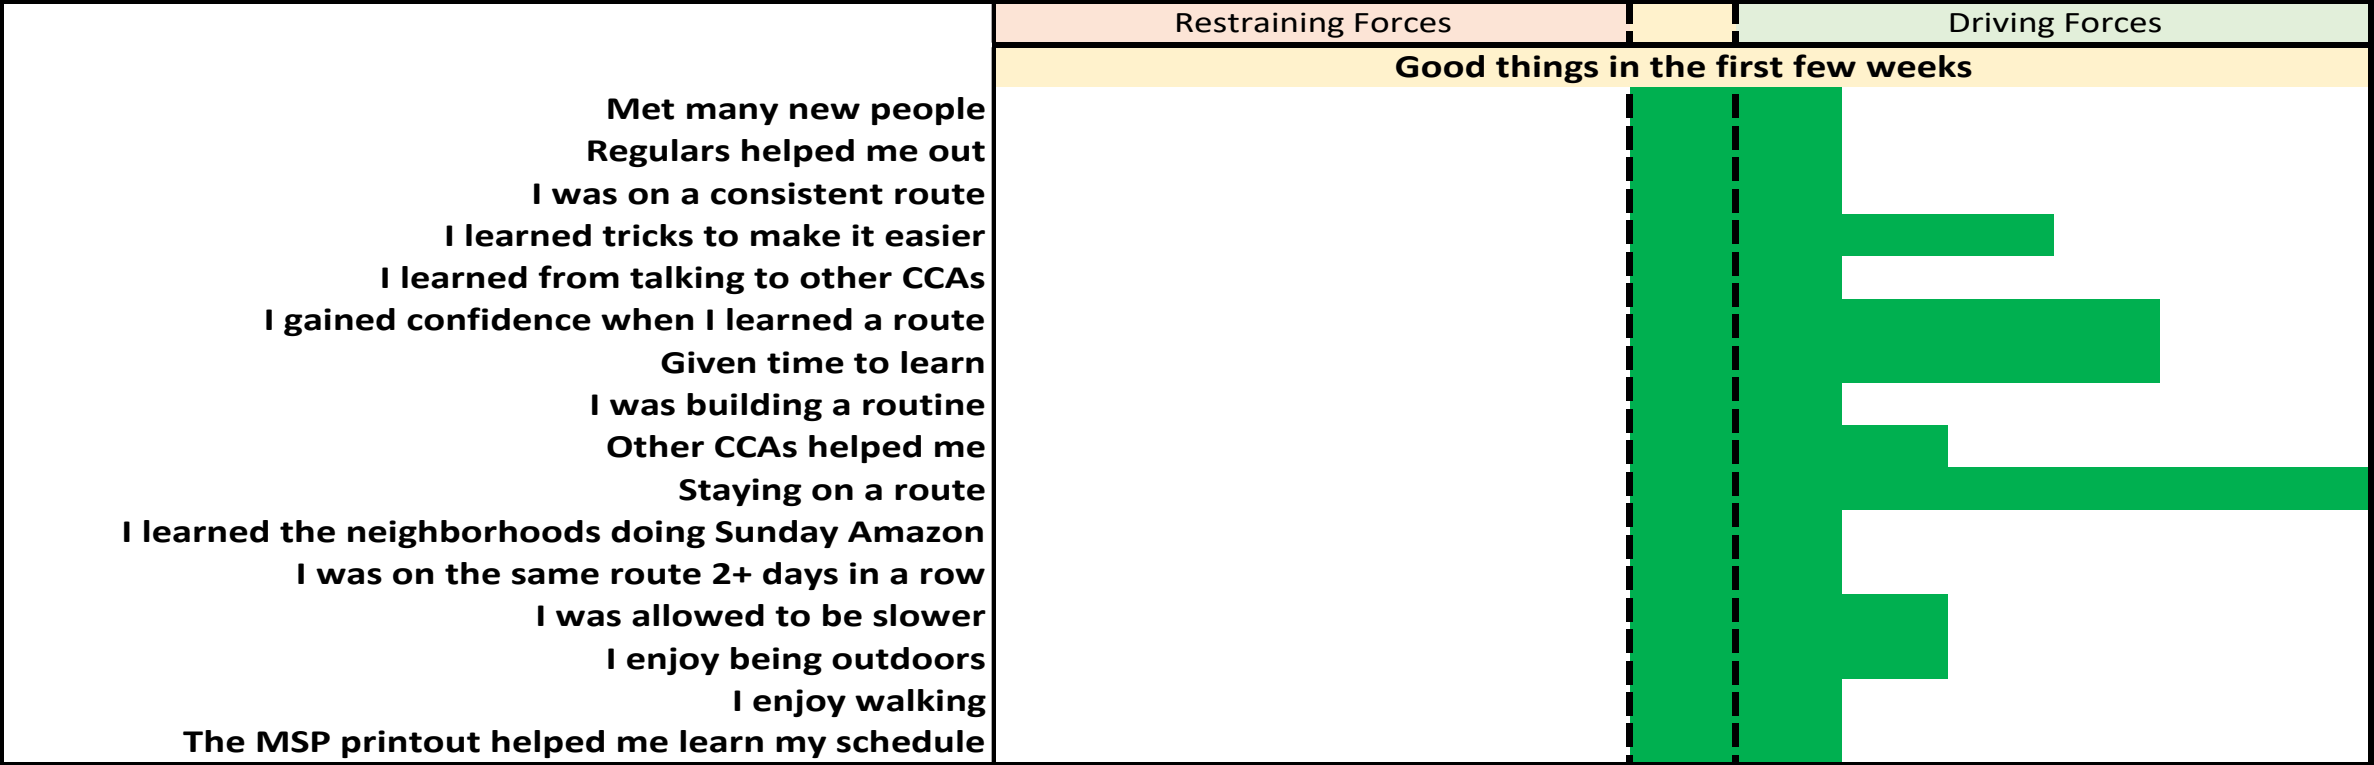 Restraining Forces
Driving Forces
Good things in the first few weeks
Met many new people
Regulars helped me out
I was on a consistent route
I learned tricks to make it easier
I learned from talking to other CCAs
I gained confidence when I learned a route
Given time to learn
I was building a routine
Other CCAs helped me
Staying on a route
I learned the neighborhoods doing Sunday Amazon
I was on the same route 2+ days in a row
I was allowed to be slower
I enjoy being outdoors
I enjoy walking
The MSP printout helped me learn my schedule